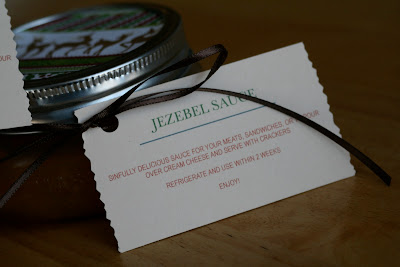 JEZEBEL SAUCE
SINFULLY DELICIOUS SAUCE FOR YOUR MEATS, SANDWICHES, OR POUR
OVER CREAM CHEESE AND SERVE WITH CRACKERS
REFRIGERATE AND USE WITHIN 2 WEEKS
ENJOY!
OUR